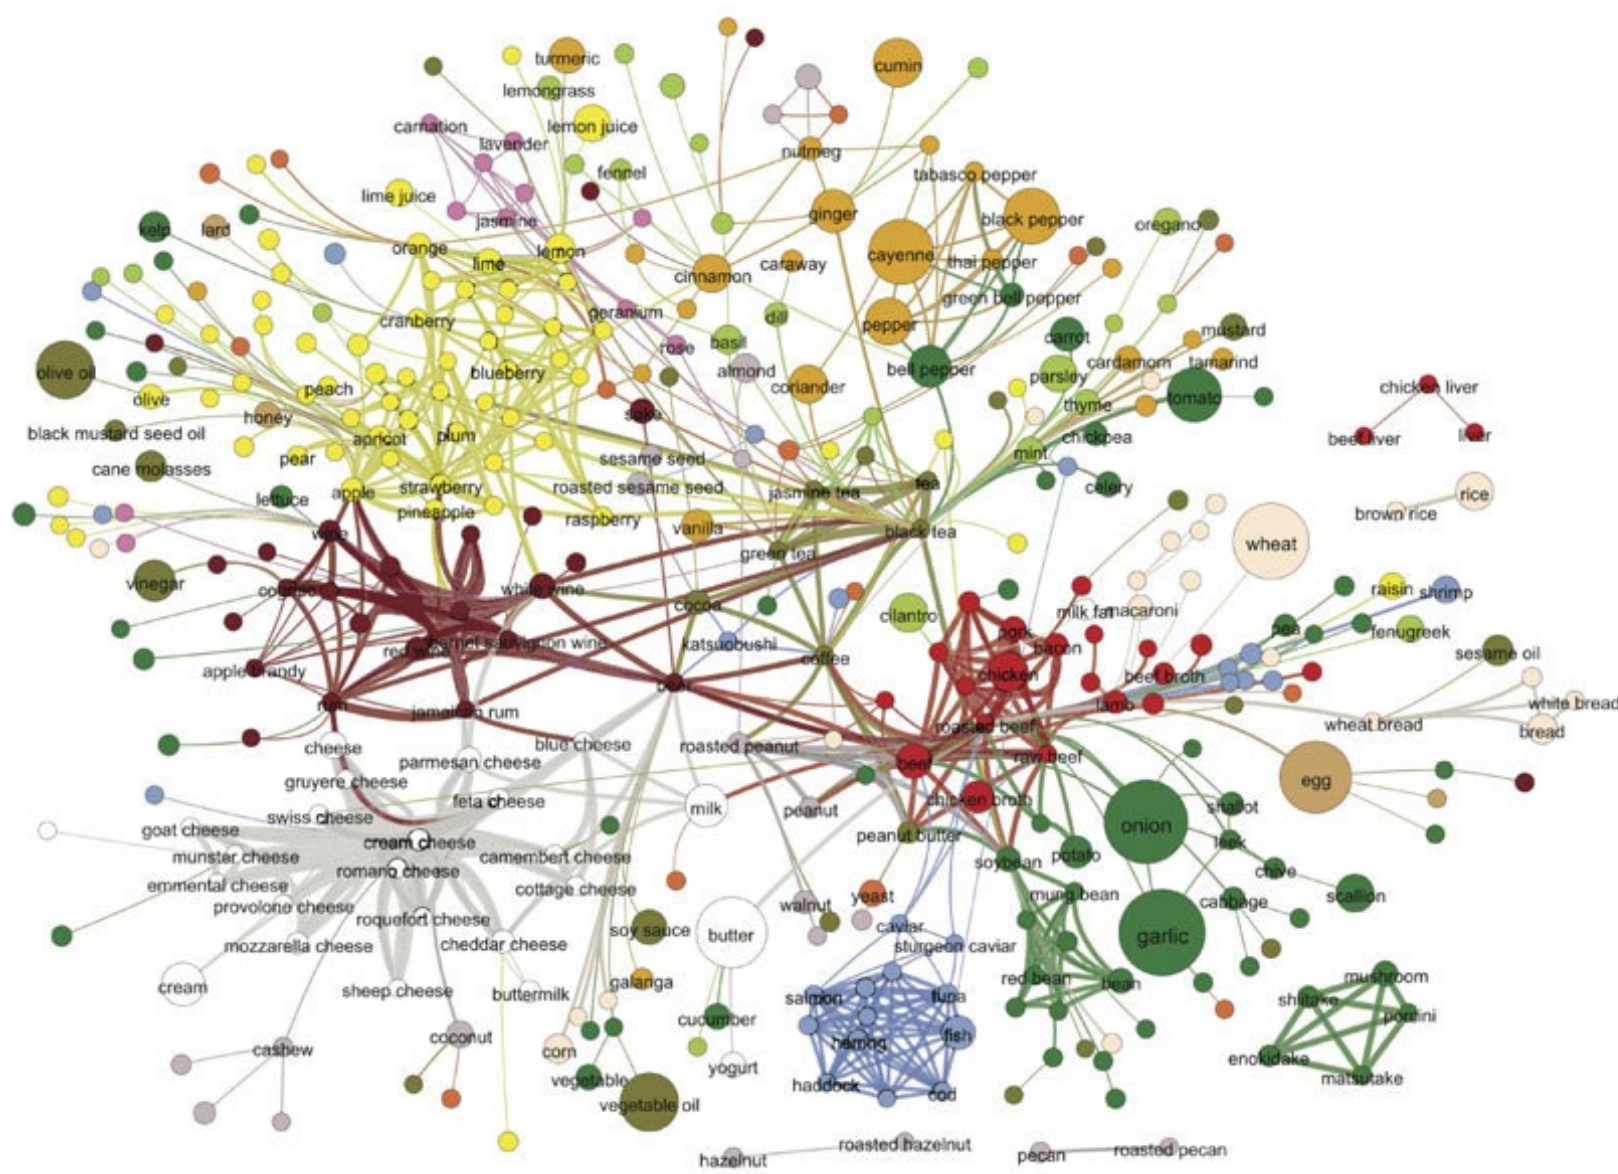 turmeric
cumin
lemongrass
carnation
lemon juice
lavender
nutmeg
fennel
tabasco pepper
lime juice
jasmine
ginger
black pepper
kelp
lard
oregano
orange
lemon
lime
cayenne
thai pepper
cinnamon
caraway
green bell pepper
geranium
cranberry
dill
pepper
mustard
carrot
basil
rose
cardamom
tamarind
olive oil
blueberry
almond
bell pepper
parsley
peach
coriander
chicken liver
olive
tomato
thyme
honey
sake
black mustard seed oil
apricot
plum
chickpea
beef liver
liver
pear
sesame seed
mint
cane molasses
roasted sesame seed
jasmine tea
tea
celery
lettuce
apple
strawberry
rice
pineapple
raspberry
brown rice
wine
vanilla
black tea
green tea
wheat
vinegar
cognac
white wine
raisin
shrimp
cocoa
cilantro
milk fat
macaroni
katsuobushi
pork
pea
fenugreek
red wine
cabernet sauvignon wine
bacon
sesame oil
coffee
apple brandy
chicken
beef broth
beer
rum
jamaican rum
lamb
white bread
roasted beef
wheat bread
bread
cheese
blue cheese
roasted peanut
parmesan cheese
beef
raw beef
gruyere cheese
egg
feta cheese
chicken broth
milk
peanut
shallot
swiss cheese
onion
goat cheese
peanut butter
cream cheese
leek
munster cheese
camembert cheese
potato
soybean
romano cheese
chive
emmental cheese
cottage cheese
mung bean
scallion
provolone cheese
walnut
yeast
cabbage
roquefort cheese
caviar
soy sauce
butter
garlic
mozzarella cheese
cheddar cheese
sturgeon caviar
mushroom
red bean
bean
galanga
cream
sheep cheese
buttermilk
salmon
tuna
shiitake
porcini
cucumber
coconut
fish
herring
cashew
corn
enokidake
yogurt
vegetable
matsutake
haddock
cod
vegetable oil
roasted hazelnut
roasted pecan
pecan
hazelnut